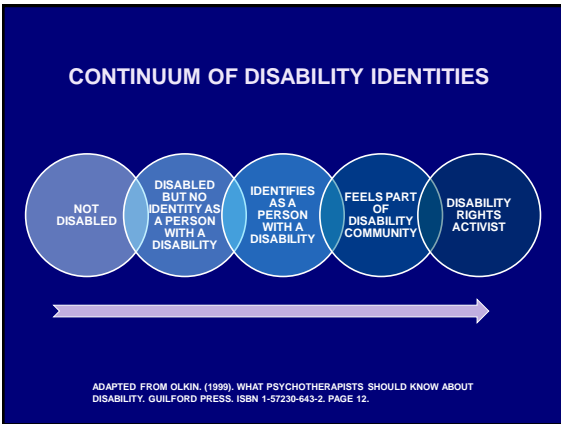 CONTINUUM OF DISABILITY IDENTITIES
NOT
DISABLED
DISABLED
BUT NO
IDENTITY AS
A PERSON
WITH A
DISABILITY
IDENTIFIES
AS A
PERSON
WITH A
DISABILITY
FEELS PART
OF
DISABILITY
COMMUNITY
DISABILITY
RIGHTS
ACTIVIST
ADAPTED FROM OLKIN. (1999). WHAT PSYCHOTHERAPISTS SHOULD KNOW ABOUT
DISABILITY. GUILFORD PRESS. ISBN 1-57230-643-2. PAGE 12.